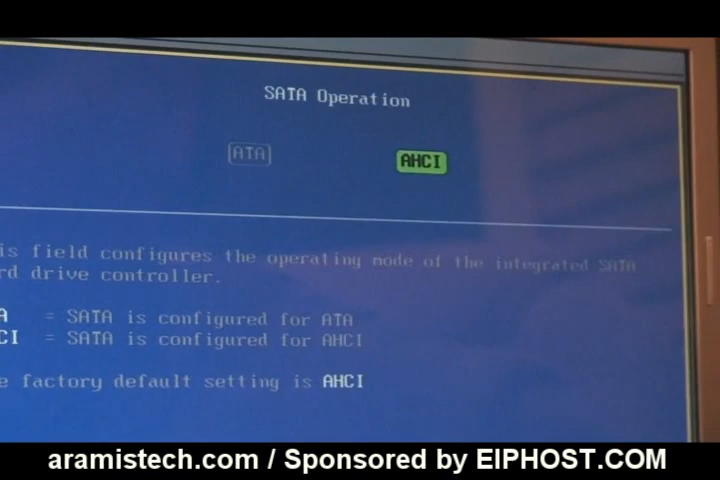 SATA Operation
ATA AHCI
is field configures the operating mode of the integrated SATA
rd drive controller.
A = SATA is configured for ATA
CI = SATA is configured for AHCI
e factory default setting is AHCI
aramistech.com / Sponsored by EIPHOST.COM